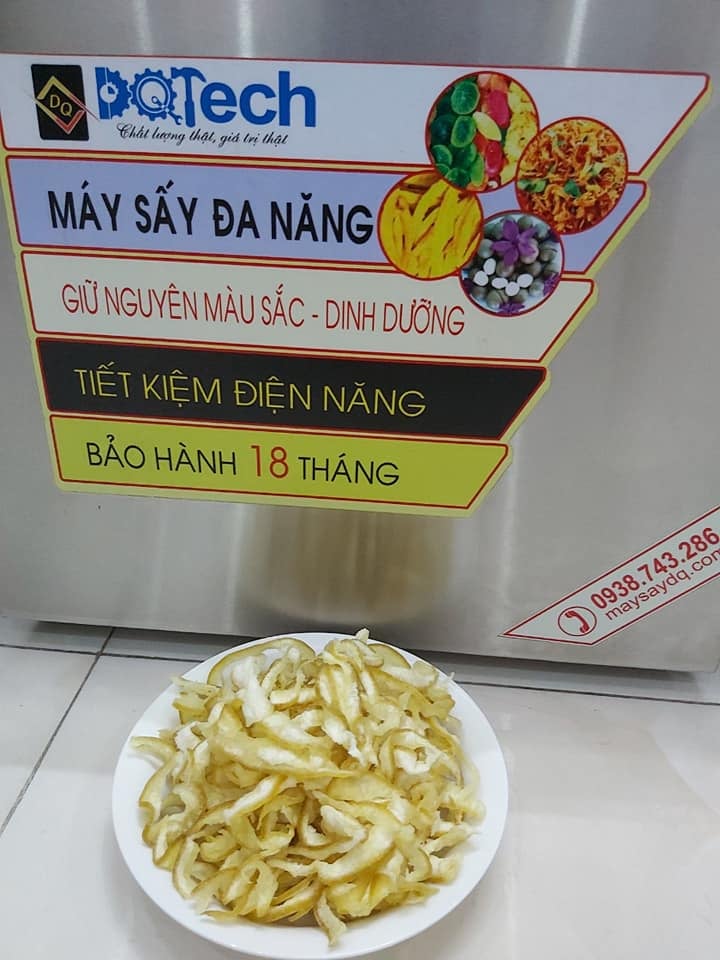 DQ
DQTech
Chất lượng thật, giá trị thật
MÁY SẤY ĐA NĂNG
GIỮ NGUYÊN MÀU SẮC - DINH DƯỠNG
TIẾT KIỆM ĐIỆN NĂNG
BẢO HÀNH 18 THÁNG
0938.743.286
maysaydq.com